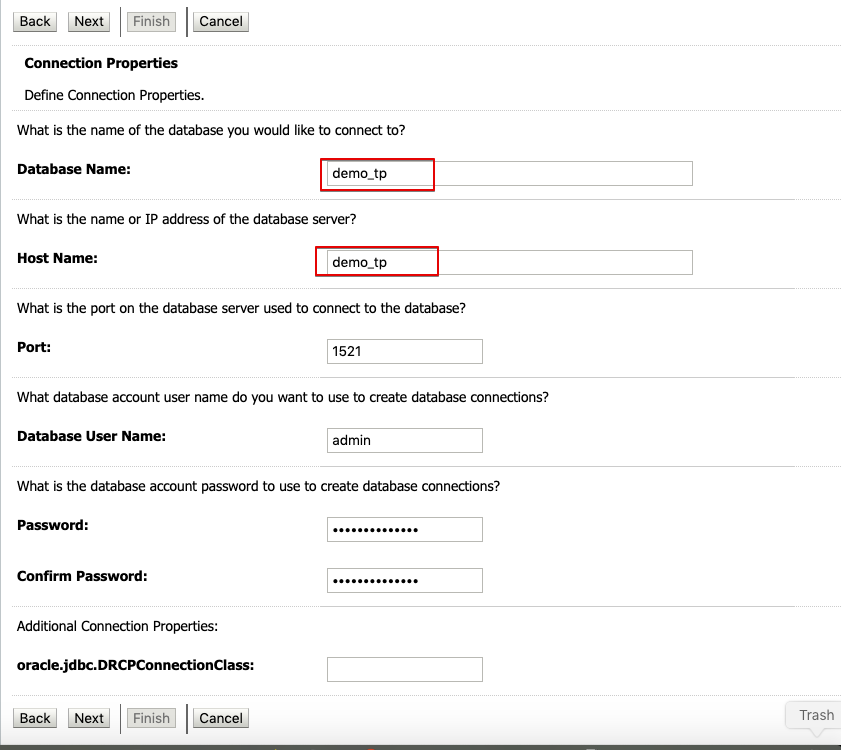 Back Next Finish Cancel
Connection Properties
Define Connection Properties.
What is the name of the database you would like to connect to?
Database Name: demo_tp
What is the name or IP address of the database server?
Host Name: demo_tp
What is the port on the database server used to connect to the database?
Port: 1521
What database account user name do you want to use to create database connections?
Database User Name: admin
What is the database account password to use to create database connections?
Password: ••••••••••••••
Confirm Password: ••••••••••••••
Additional Connection Properties:
oracle.jdbc.DRCPConnectionClass:
Back Next Finish Cancel
Trash